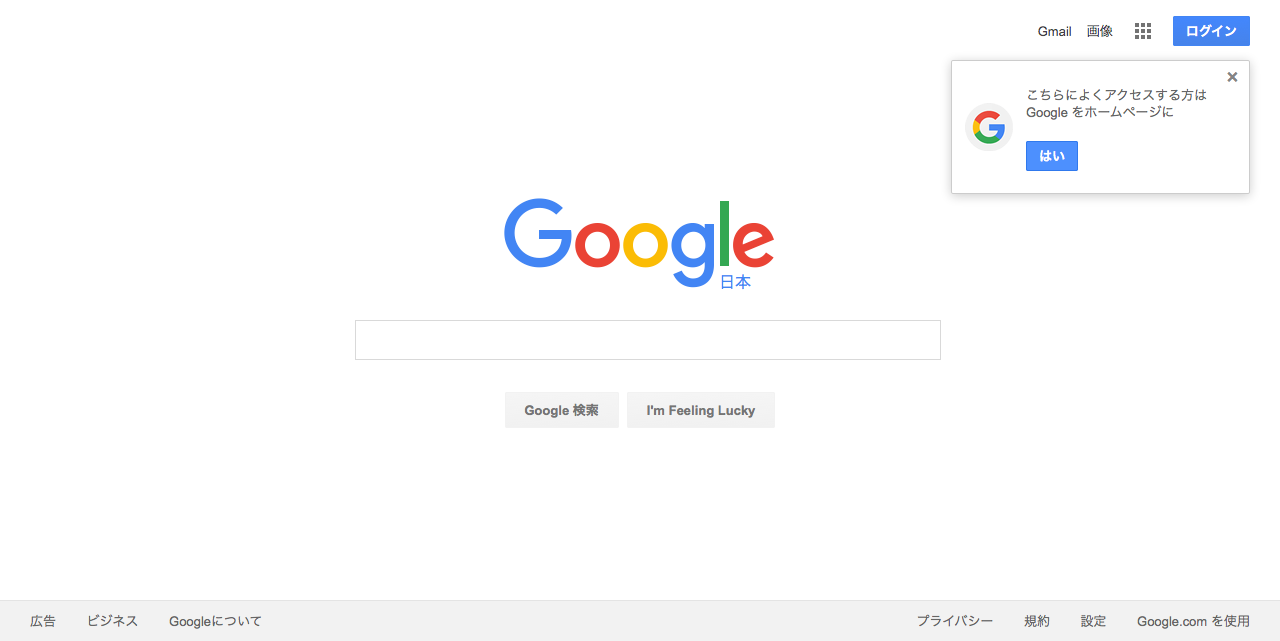 Gmail 画像 ログイン
こちらによくアクセスする方は
Google をホームページに
はい
Google
日本
Google 検索 I'm Feeling Lucky
広告 ビジネス Googleについて プライバシー 規約 設定 Google.com を使用